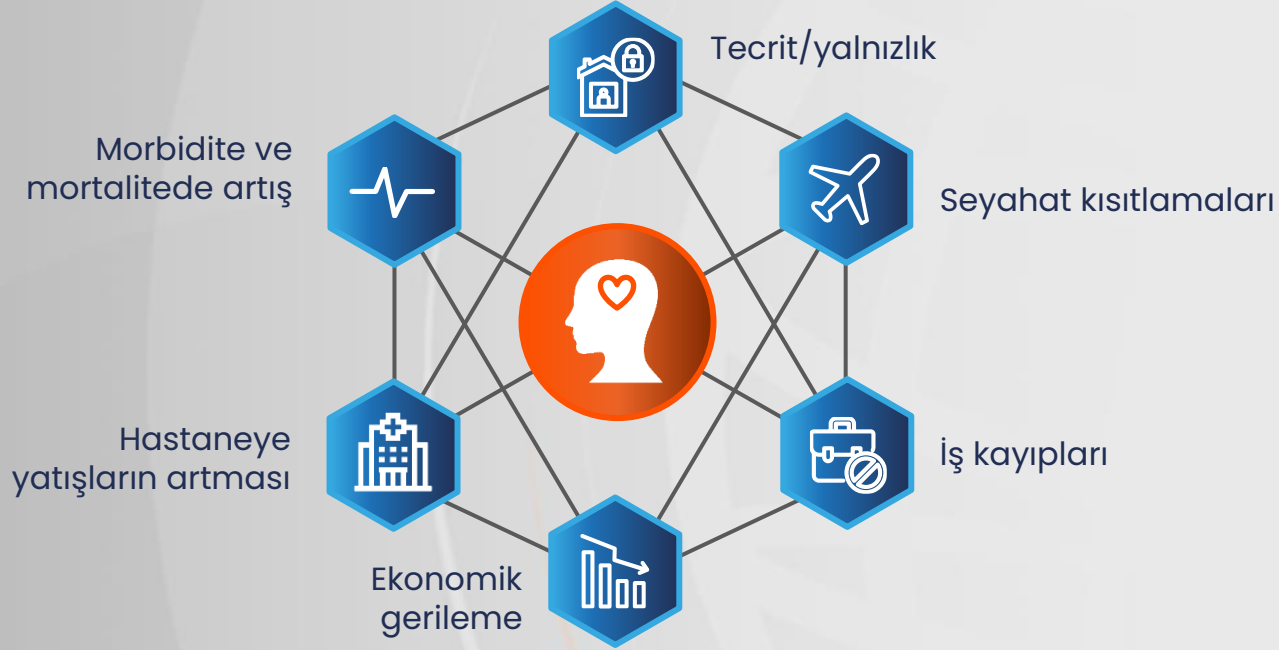 Tecrit/yalnızlık
Morbidite ve
mortalitede artış
Seyahat kısıtlamaları
Hastaneye
yatışların artması
İş kayıpları
Ekonomik
gerileme